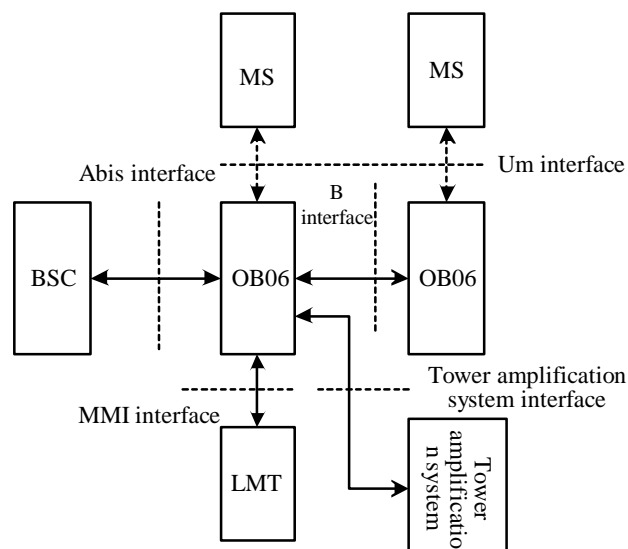 MS
MS
Abis interface
Um interface
B
interface
BSC
OB06
OB06
MMI interface
Tower amplification
system interface
LMT
Tower
amplificatio
n system